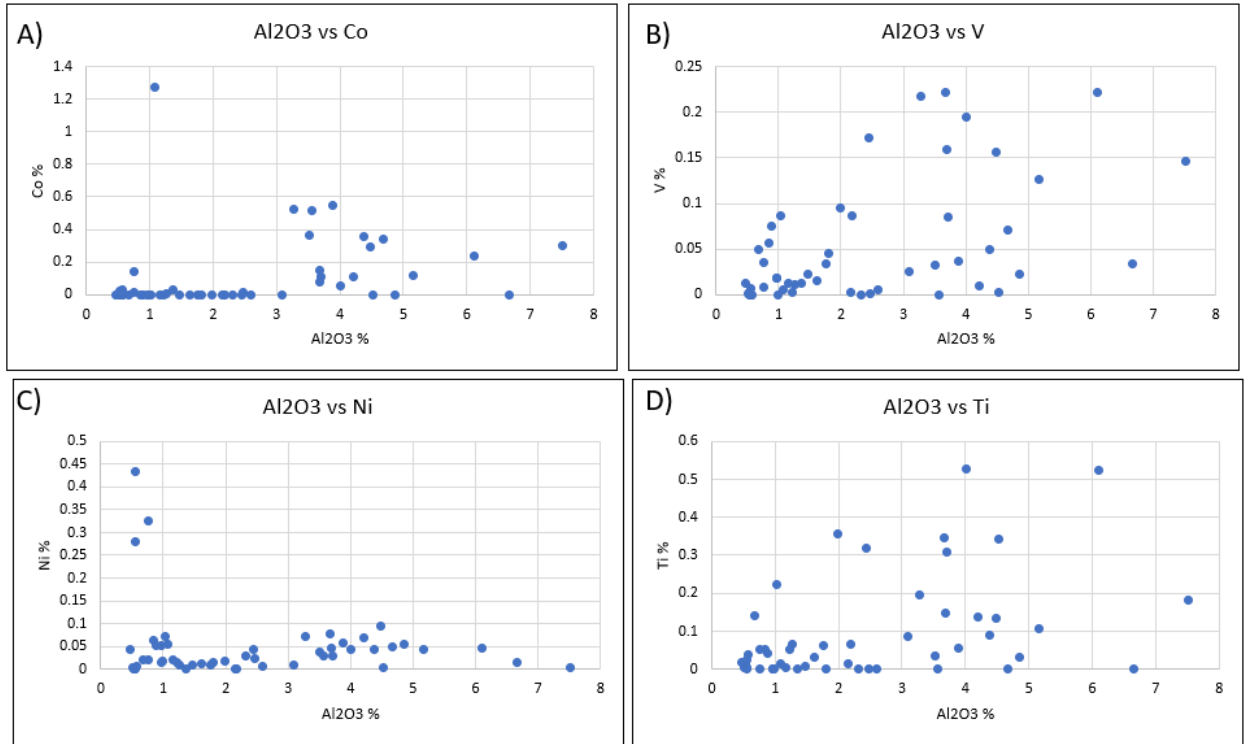 A)
Al2O3 vs Co
1.4
1.2
1
0.8
0.6
0.4
0.2
0
Co %
0 1 2 3 4 5 6 7 8
Al2O3 %
B)
Al2O3 vs V
0.25
0.2
0.15
0.1
0.05
0
V %
0 1 2 3 4 5 6 7 8
Al2O3 %
C)
Al2O3 vs Ni
0.5
0.45
0.4
0.35
0.3
0.25
0.2
0.15
0.1
0.05
0
Ni %
0 1 2 3 4 5 6 7 8
Al2O3 %
D)
Al2O3 vs Ti
0.6
0.5
0.4
0.3
0.2
0.1
0
Ti %
0 1 2 3 4 5 6 7 8
Al2O3 %